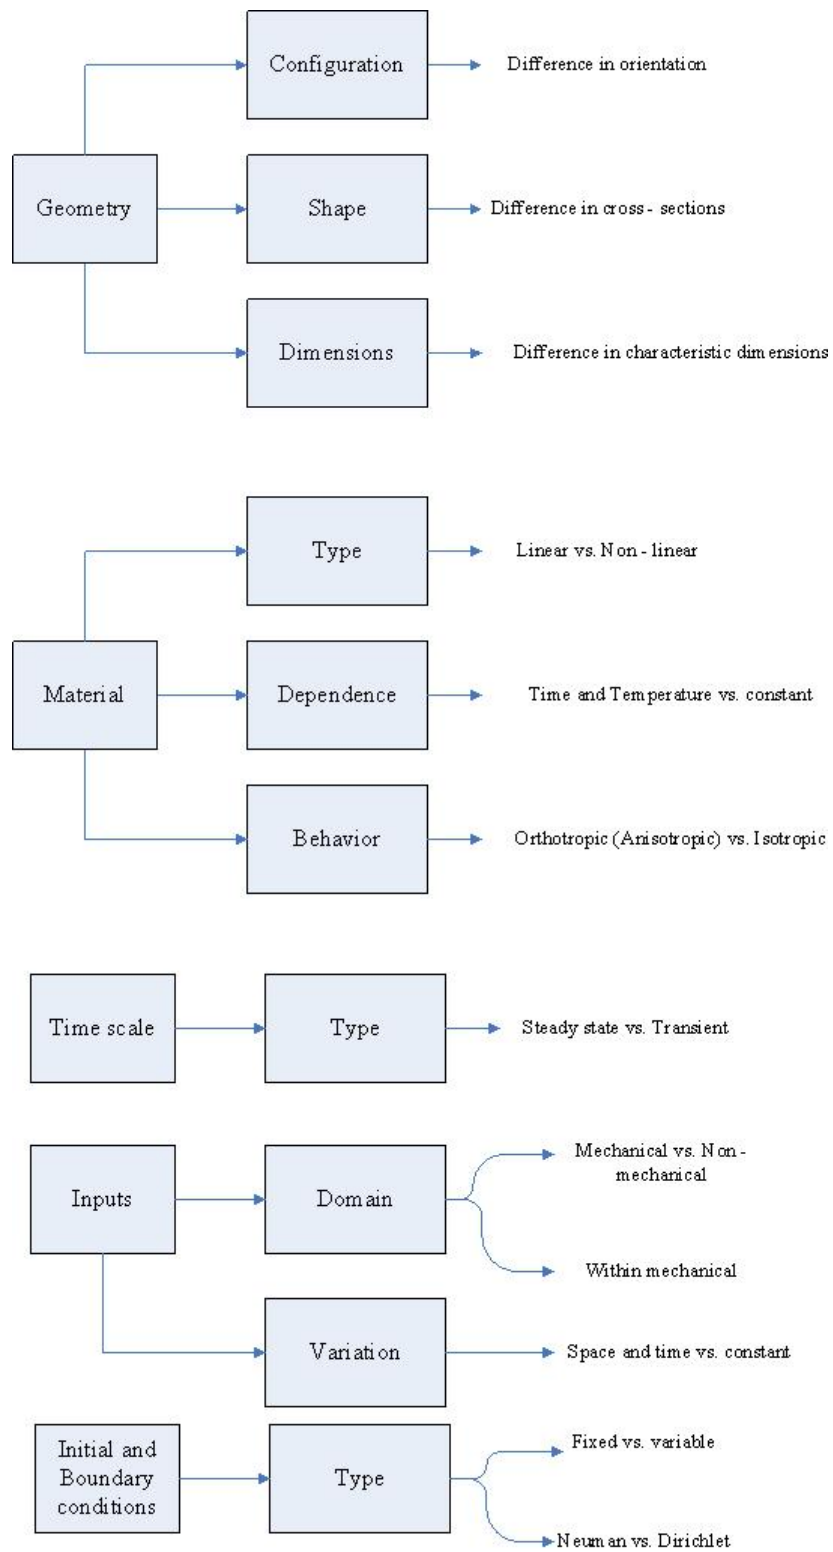 Configuration
Difference in orientation
Geometry
Shape
Difference in cross - sections
Dimensions
Difference in characteristic dimensions
Type
Linear vs. Non - linear
Material
Dependence
Time and Temperature vs. constant
Behavior
Orthotropic (Anisotropic) vs. Isotropic
Time scale
Type
Steady state vs. Transient
Inputs
Domain
Mechanical vs. Non -
mechanical
Within mechanical
Variation
Space and time vs. constant
Initial and
Boundary
conditions
Type
Fixed vs. variable
Neuman vs. Dirichlet